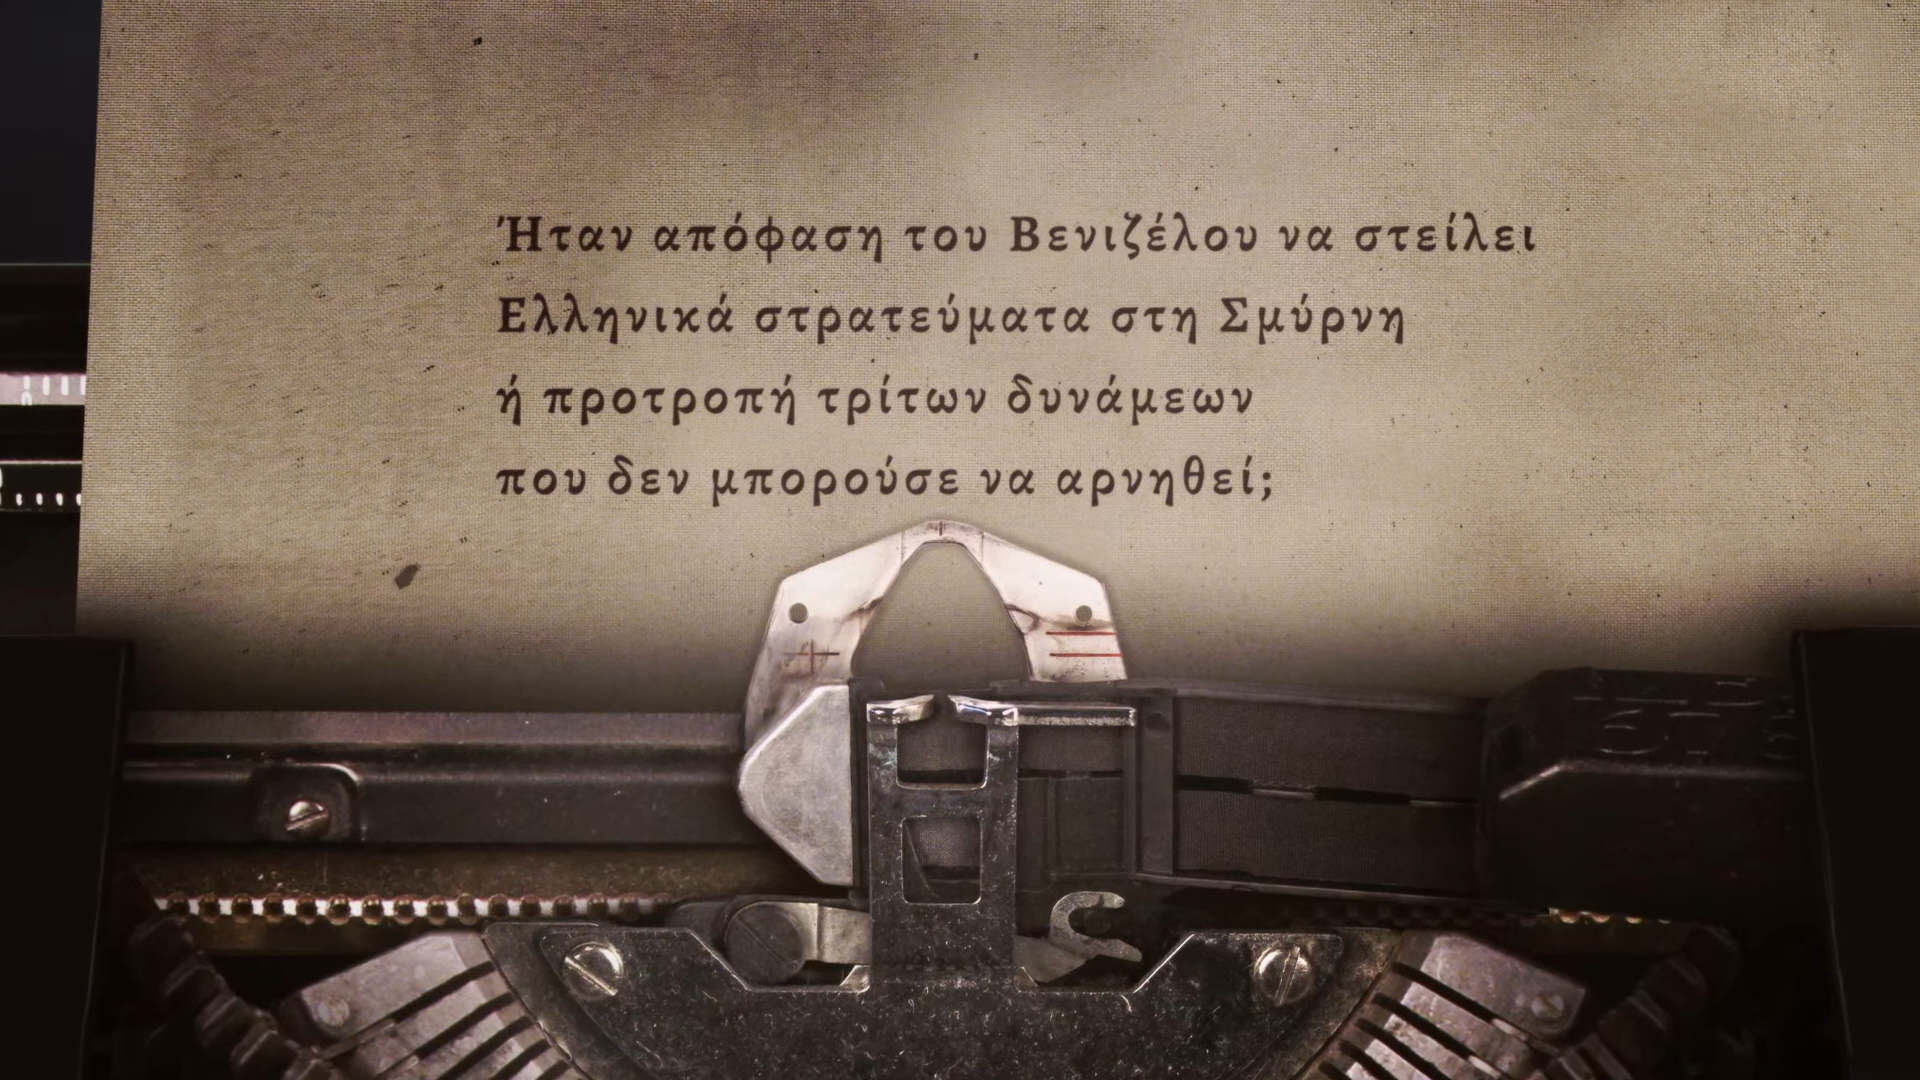 Ήταν απόφαση του Βενιζέλου να στείλει
Ελληνικά στρατεύματα στη Σμύρνη
ή προτροπή τρίτων δυνάμεων
που δεν μπορούσε να αρνηθεί;